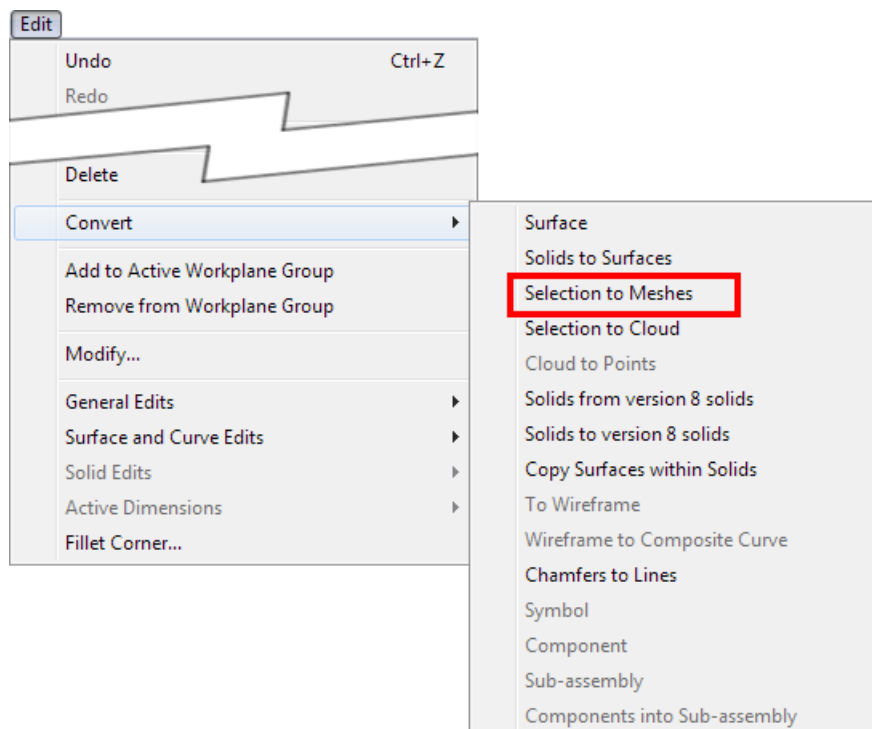 Edit
Undo Ctrl+Z
Redo
Delete
Convert
Add to Active Workplane Group
Remove from Workplane Group
Modify...
General Edits
Surface and Curve Edits
Solid Edits
Active Dimensions
Fillet Corner...
Surface
Solids to Surfaces
Selection to Meshes
Selection to Cloud
Cloud to Points
Solids from version 8 solids
Solids to version 8 solids
Copy Surfaces within Solids
To Wireframe
Wireframe to Composite Curve
Chamfers to Lines
Symbol
Component
Sub-assembly
Components into Sub-assembly